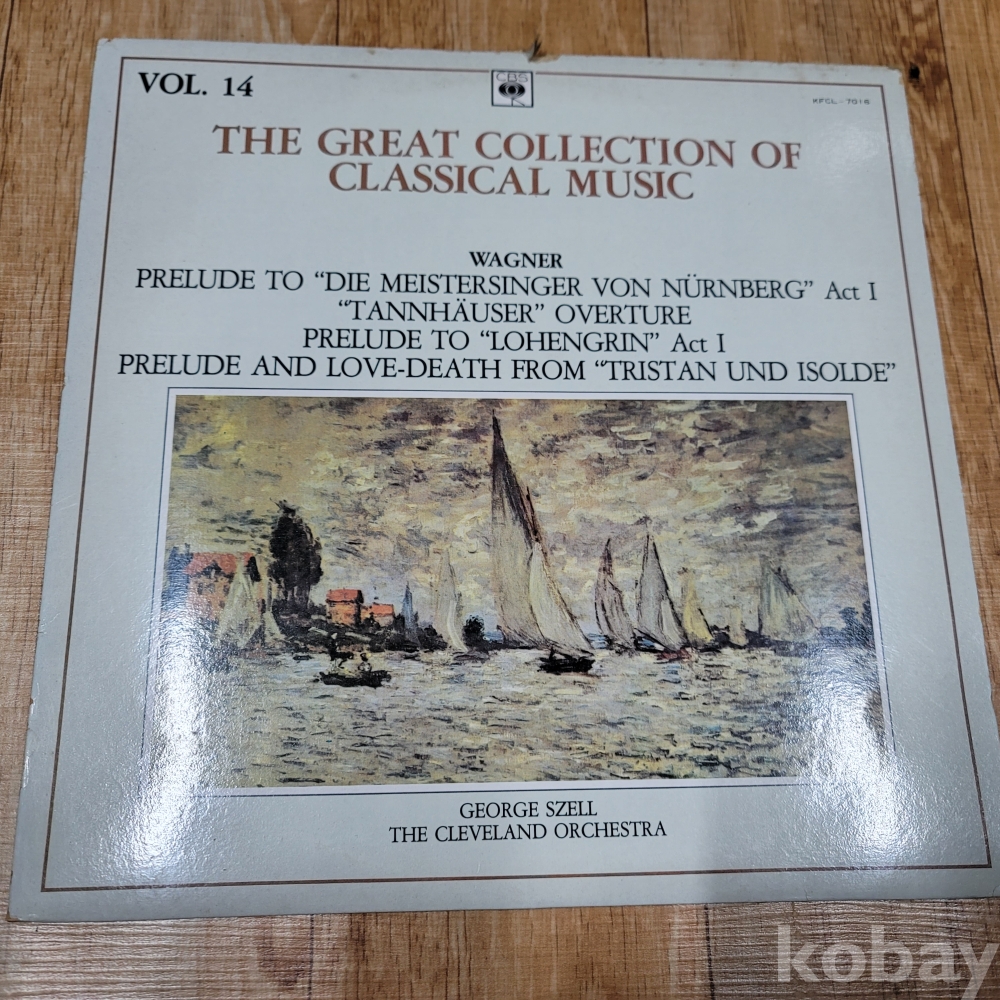 VOL. 14
CBS
KFCL-7018
THE GREAT COLLECTION OF
CLASSICAL MUSIC
WAGNER
PRELUDE TO “DIE MEISTERSINGER VON NÜRNBERG” Act I
“TANNHÄUSER” OVERTURE
PRELUDE TO “LOHENGRIN” Act I
PRELUDE AND LOVE-DEATH FROM “TRISTAN UND ISOLDE”
GEORGE SZELL
THE CLEVELAND ORCHESTRA
kobay